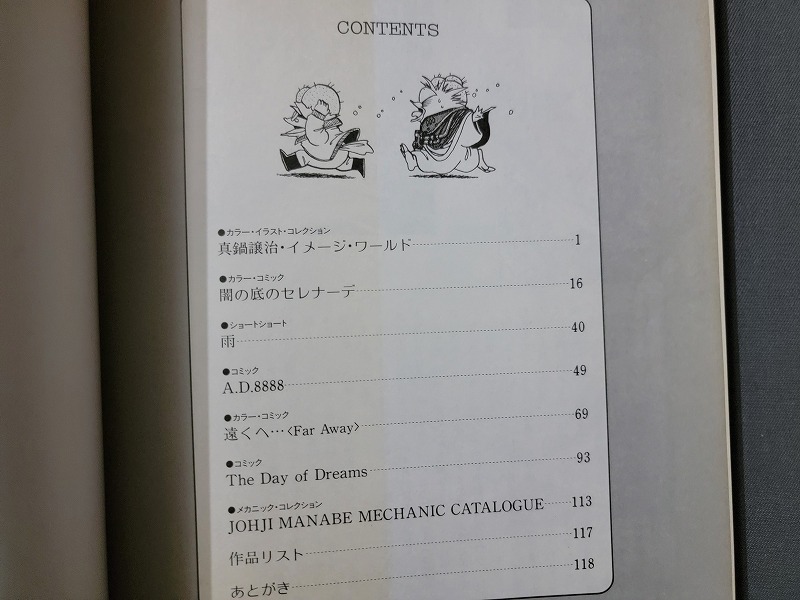 CONTENTS
●カラー・イラスト・コレクション
真鍋譲治・イメージ・ワールド 1
●カラー・コミック
闇の底のセレナーデ 16
●ショートショート
雨 40
●コミック
A.D.8888 49
●カラー・コミック
遠くへ…〈Far Away〉 69
●コミック
The Day of Dreams 93
●メカニック・コレクション
JOHJI MANABE MECHANIC CATALOGUE 113
作品リスト 117
あとがき 118